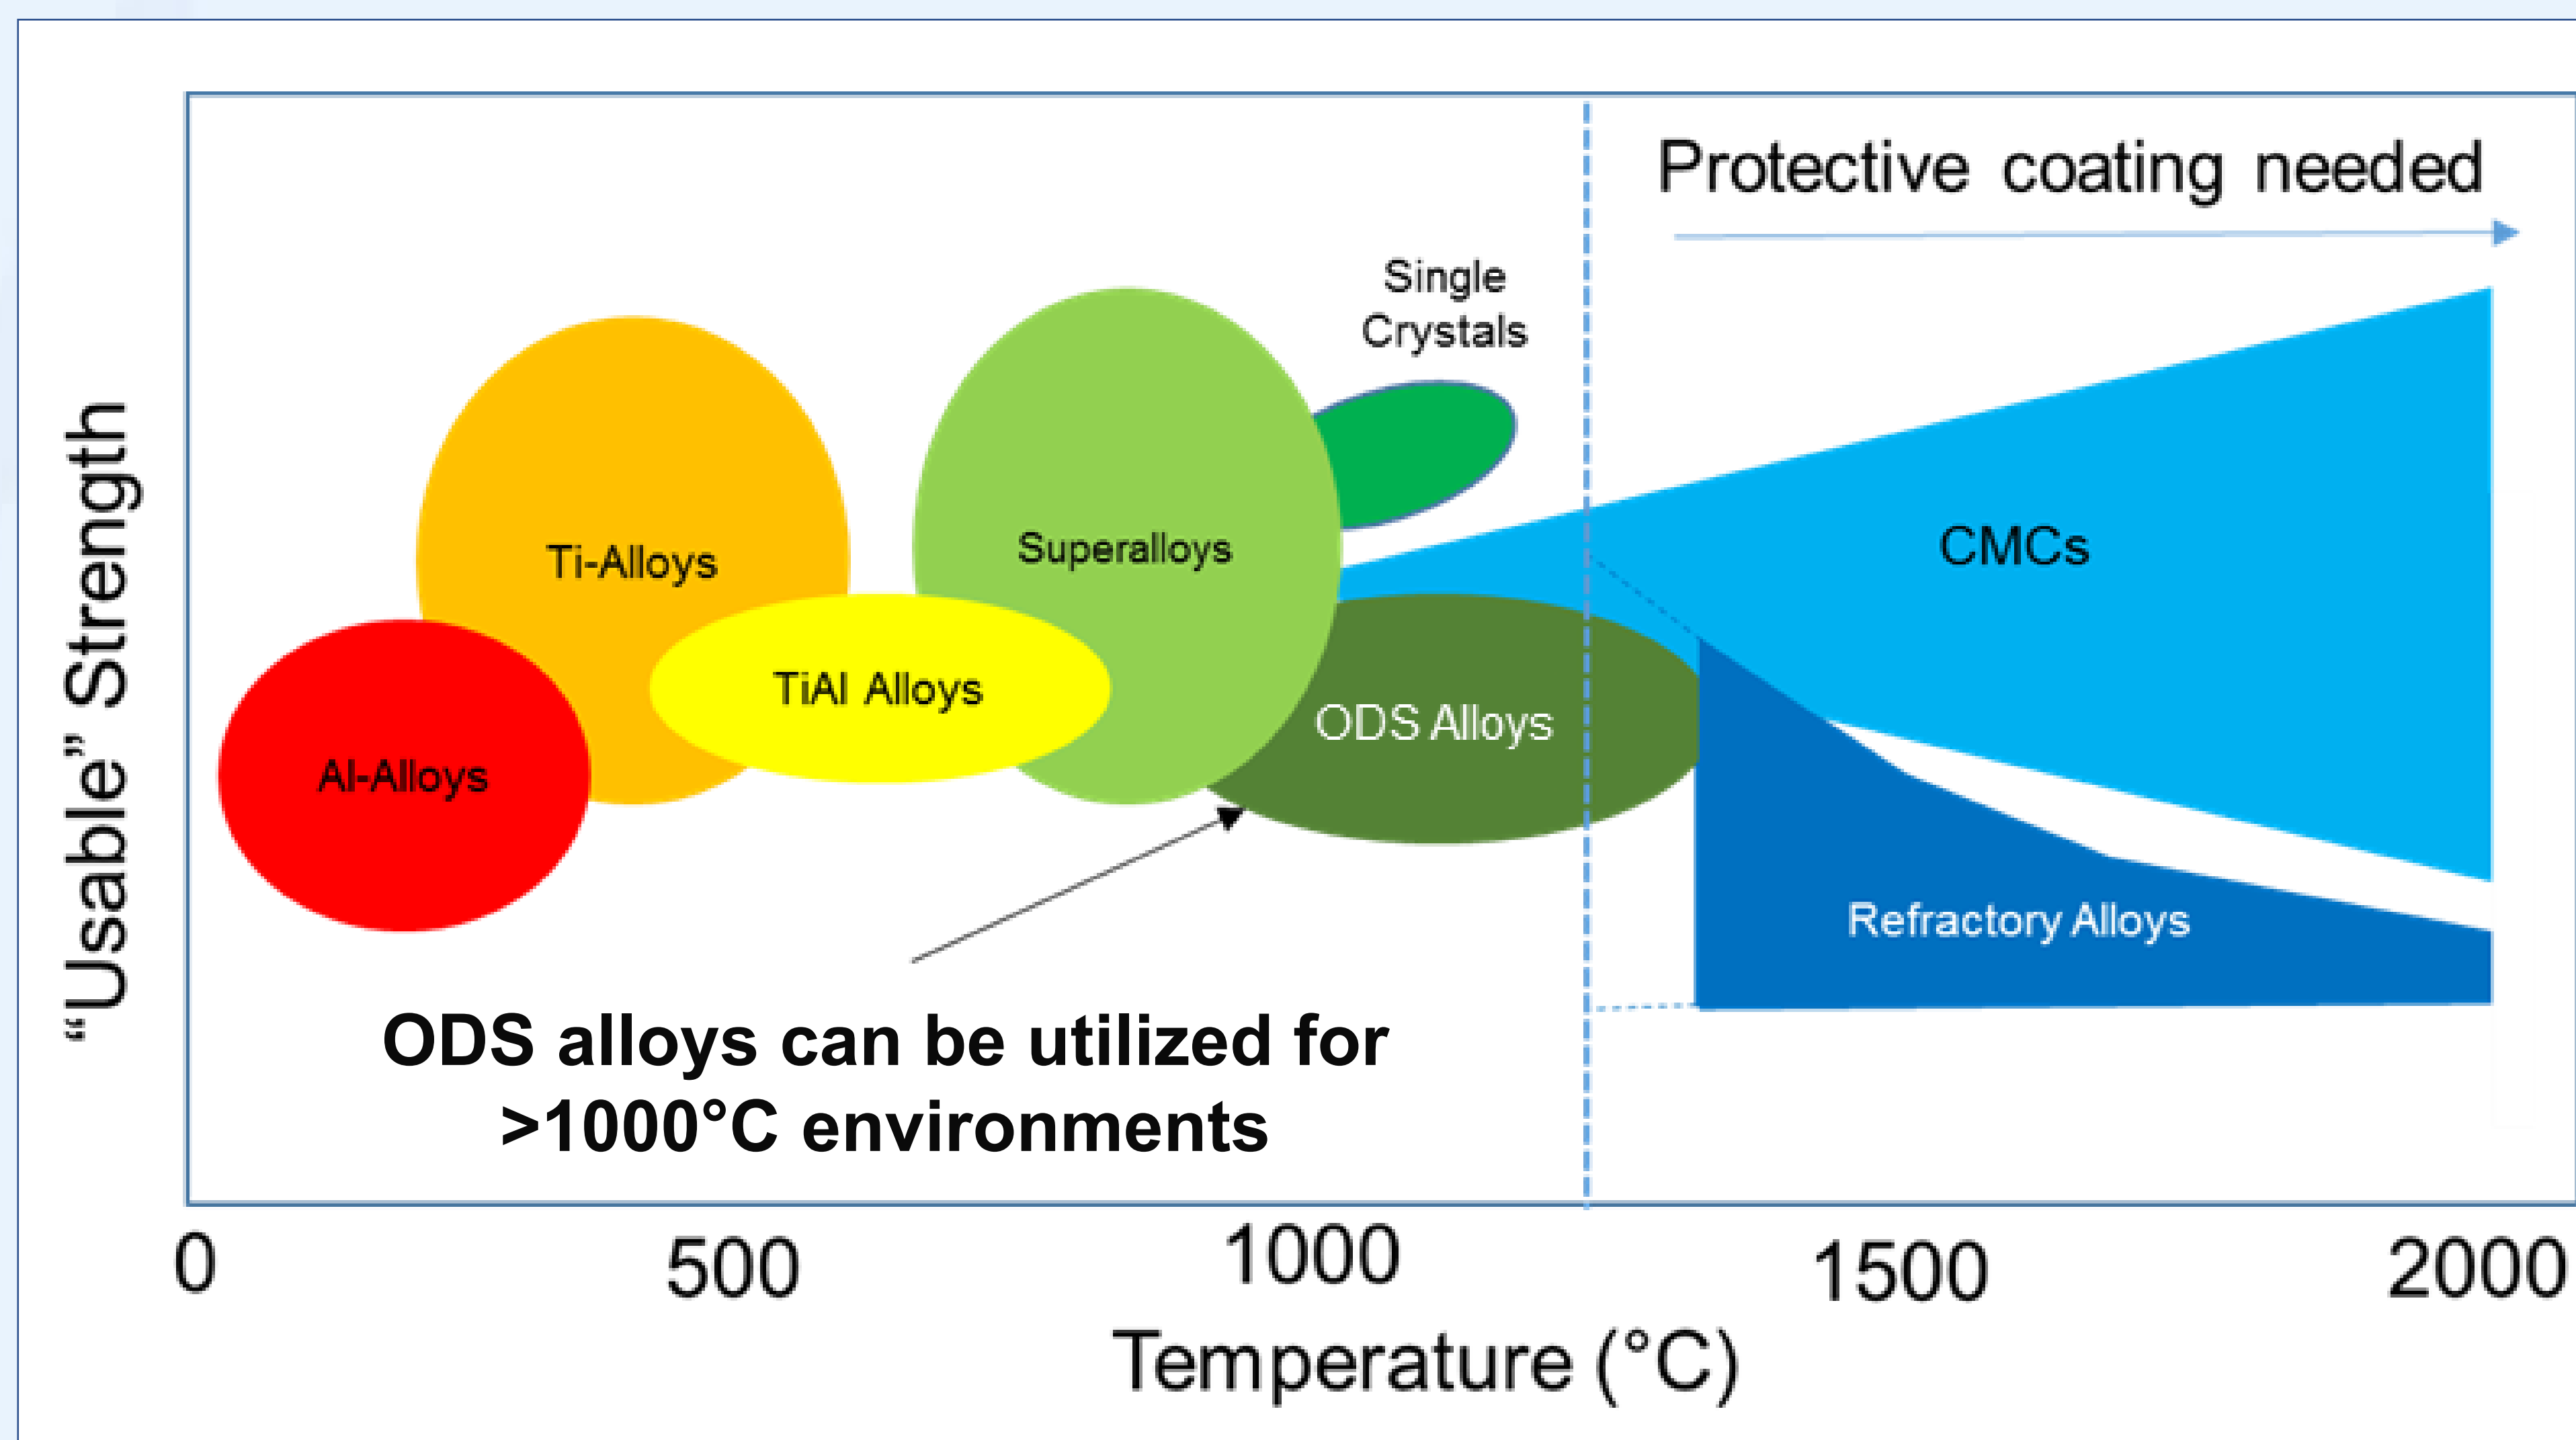 Protective coating needed
Single
Crystals
Ti-Alloys
Superalloys
CMCs
TiAl Alloys
ODS Alloys
Al-Alloys
Refractory Alloys
ODS alloys can be utilized for
>1000°C environments
"Usable" Strength
0 500 1000 1500 2000
Temperature (°C)